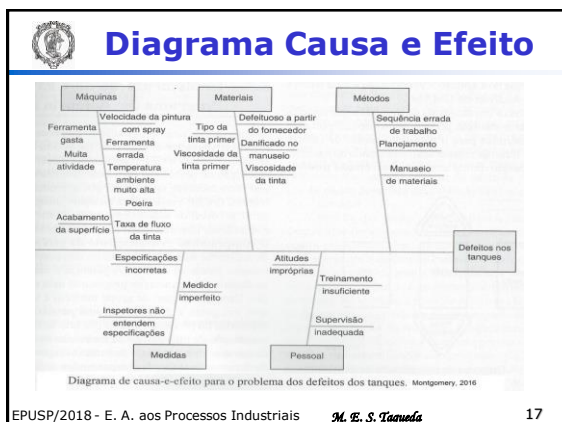 Diagrama Causa e Efeito
Máquinas
Materiais
Métodos
Velocidade da pintura
com spray
Ferramenta
gasta
Ferramenta
errada
Muita
atividade
Temperatura
ambiente
muito alta
Poeira
Acabamento
da superfície
Taxa de fluxo
da tinta
Defeituoso a partir
do fornecedor
Tipo da
tinta primer
Danificado no
manuseio
Viscosidade da
tinta primer
Viscosidade
da tinta
Sequência errada
de trabalho
Planejamento
Manuseio
de materiais
Defeitos nos
tanques
Especificações
incorretas
Medidor
imperfeito
Inspetores não
entendem
especificações
Atitudes
impróprias
Treinamento
insuficiente
Supervisão
inadequada
Medidas
Pessoal
Diagrama de causa-e-efeito para o problema dos defeitos dos tanques. Montgomery, 2016
EPUSP/2018 - E. A. aos Processos Industriais M. E. S. Taqueda 17